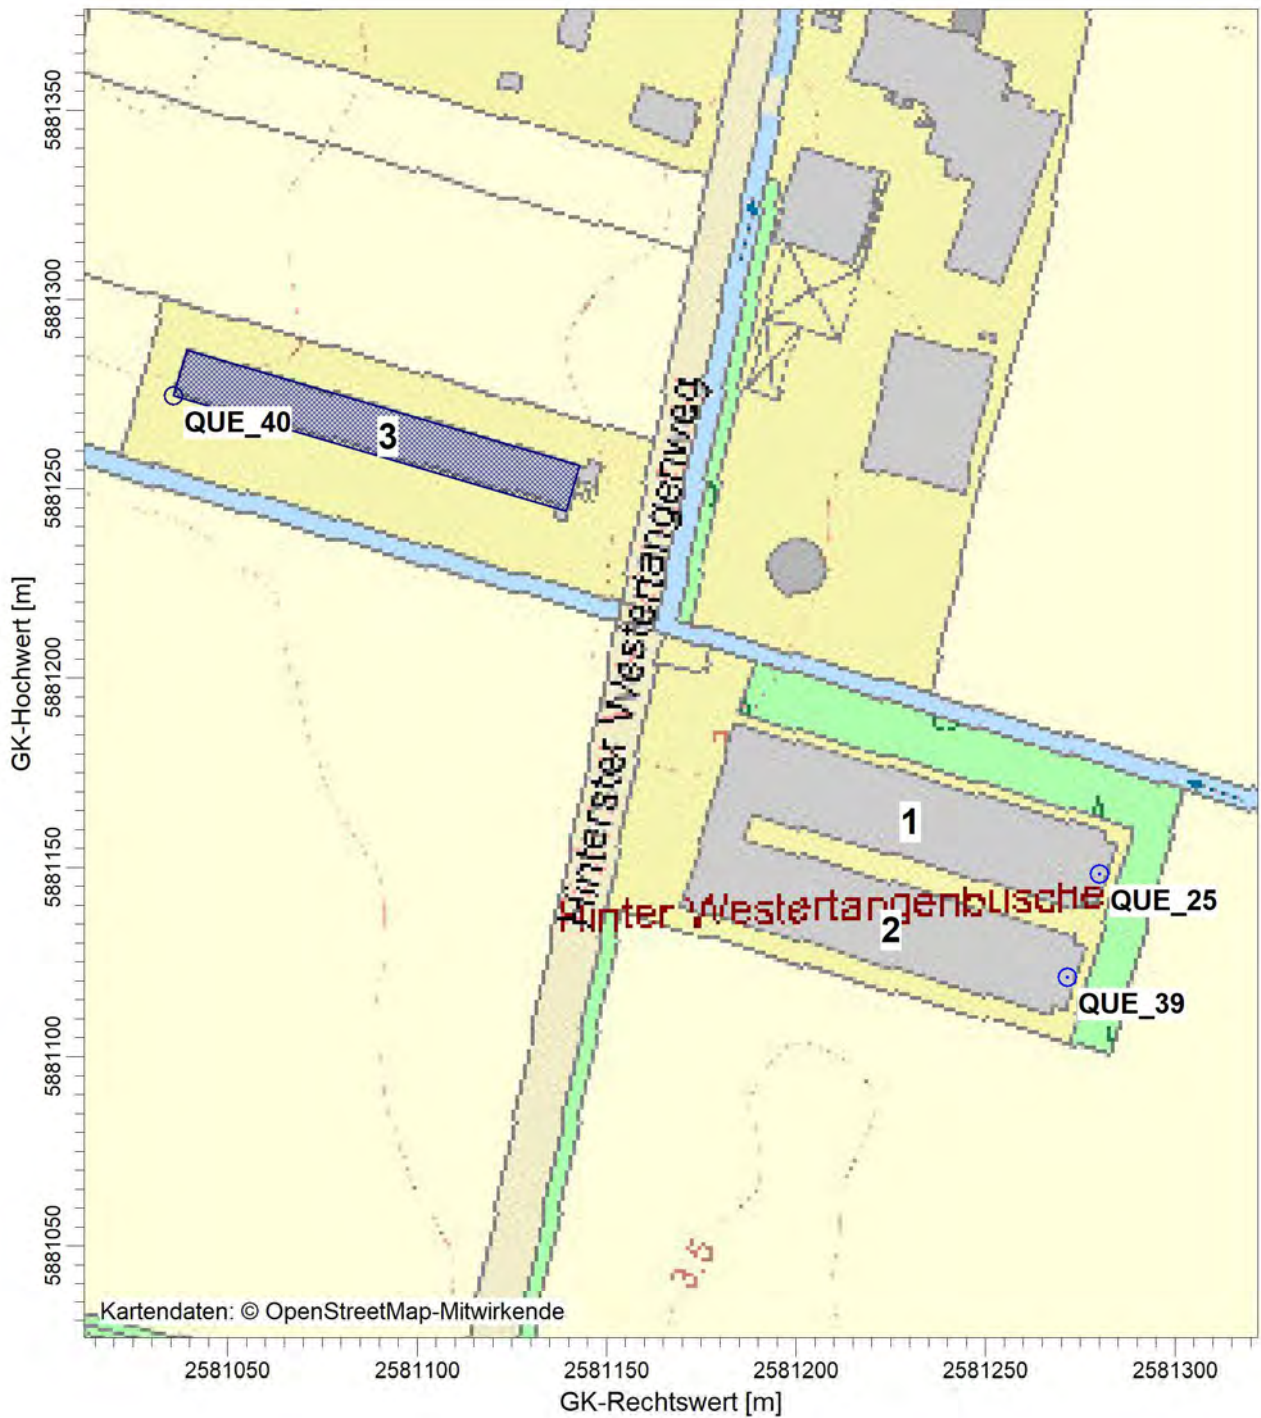 5881350
5881300
5881250
5881200
5881150
5881100
5881050
GK-Hochwert [m]
QUE_40
3
Hinterster Westertangenweg
1
QUE_25
Hinter Westertangenbusche
2
QUE_39
3.5
Kartendaten: © OpenStreetMap-Mitwirkende
2581050 2581100 2581150 2581200 2581250 2581300
GK-Rechtswert [m]